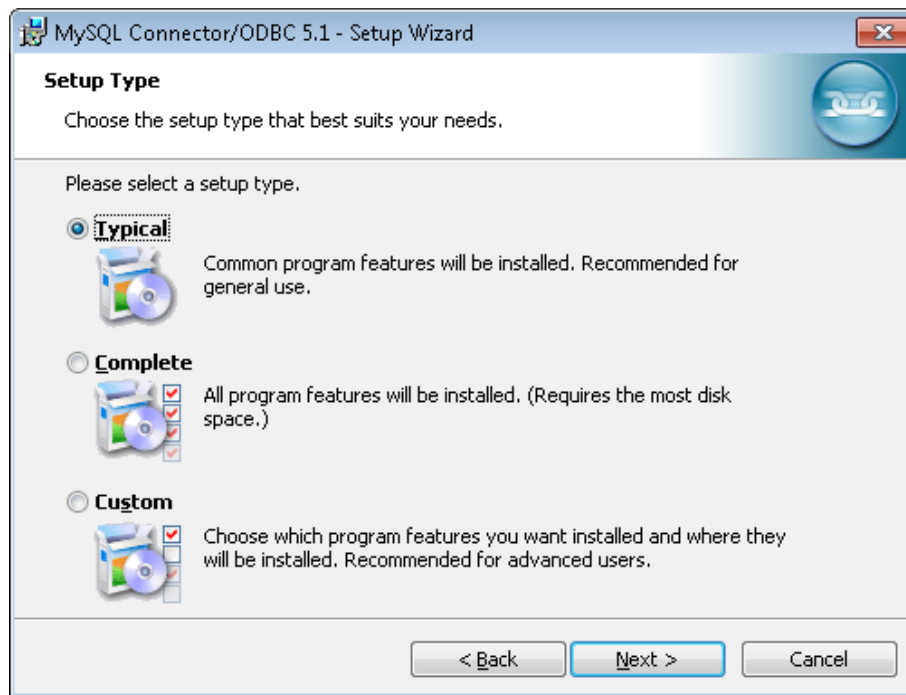 MySQL Connector/ODBC 5.1 - Setup Wizard
Setup Type
Choose the setup type that best suits your needs.
Please select a setup type.
Typical
Common program features will be installed. Recommended for
general use.
Complete
All program features will be installed. (Requires the most disk
space.)
Custom
Choose which program features you want installed and where they
will be installed. Recommended for advanced users.
< Back Next > Cancel